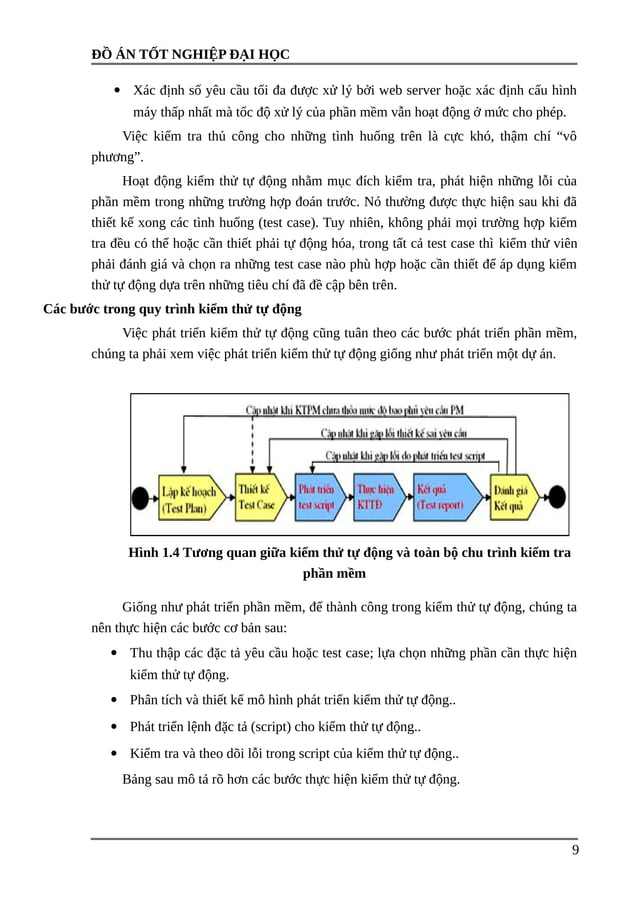 ĐỒ ÁN TỐT NGHIỆP ĐẠI HỌC
• Xác định số yêu cầu tối đa được xử lý bởi web server hoặc xác định cấu hình
máy thấp nhất mà tốc độ xử lý của phần mềm vẫn hoạt động ở mức cho phép.
Việc kiểm tra thủ công cho những tình huống trên là cực khó, thậm chí “vô
phương”.
Hoạt động kiểm thử tự động nhằm mục đích kiểm tra, phát hiện những lỗi của
phần mềm trong những trường hợp đoán trước. Nó thường được thực hiện sau khi đã
thiết kế xong các tình huống (test case). Tuy nhiên, không phải mọi trường hợp kiểm
tra đều có thể hoặc cần thiết phải tự động hóa, trong tất cả test case thì kiểm thử viên
phải đánh giá và chọn ra những test case nào phù hợp hoặc cần thiết để áp dụng kiểm
thử tự động dựa trên những tiêu chí đã đề cập bên trên.
Các bước trong quy trình kiểm thử tự động
Việc phát triển kiểm thử tự động cũng tuân theo các bước phát triển phần mềm,
chúng ta phải xem việc phát triển kiểm thử tự động giống như phát triển một dự án.
Cập nhật khi KTPM chưa thỏa mức độ bao phủ yêu cầu PM
Cập nhật khi gặp lỗi thiết kế sai yêu cầu
Cập nhật khi gặp lỗi do phát triển test script
Lập kế hoạch
(Test Plan)
Thiết kế
Test Case
Phát triển
test script
Thực hiện
KTTĐ
Kết quả
(Test report)
Đánh giá
Kết quả
Hình 1.4 Tương quan giữa kiểm thử tự động và toàn bộ chu trình kiểm tra
phần mềm
Giống như phát triển phần mềm, để thành công trong kiểm thử tự động, chúng ta
nên thực hiện các bước cơ bản sau:
• Thu thập các đặc tả yêu cầu hoặc test case; lựa chọn những phần cần thực hiện
kiểm thử tự động.
• Phân tích và thiết kế mô hình phát triển kiểm thử tự động..
• Phát triển lệnh đặc tả (script) cho kiểm thử tự động..
• Kiểm tra và theo dõi lỗi trong script của kiểm thử tự động..
Bảng sau mô tả rõ hơn các bước thực hiện kiểm thử tự động.
9